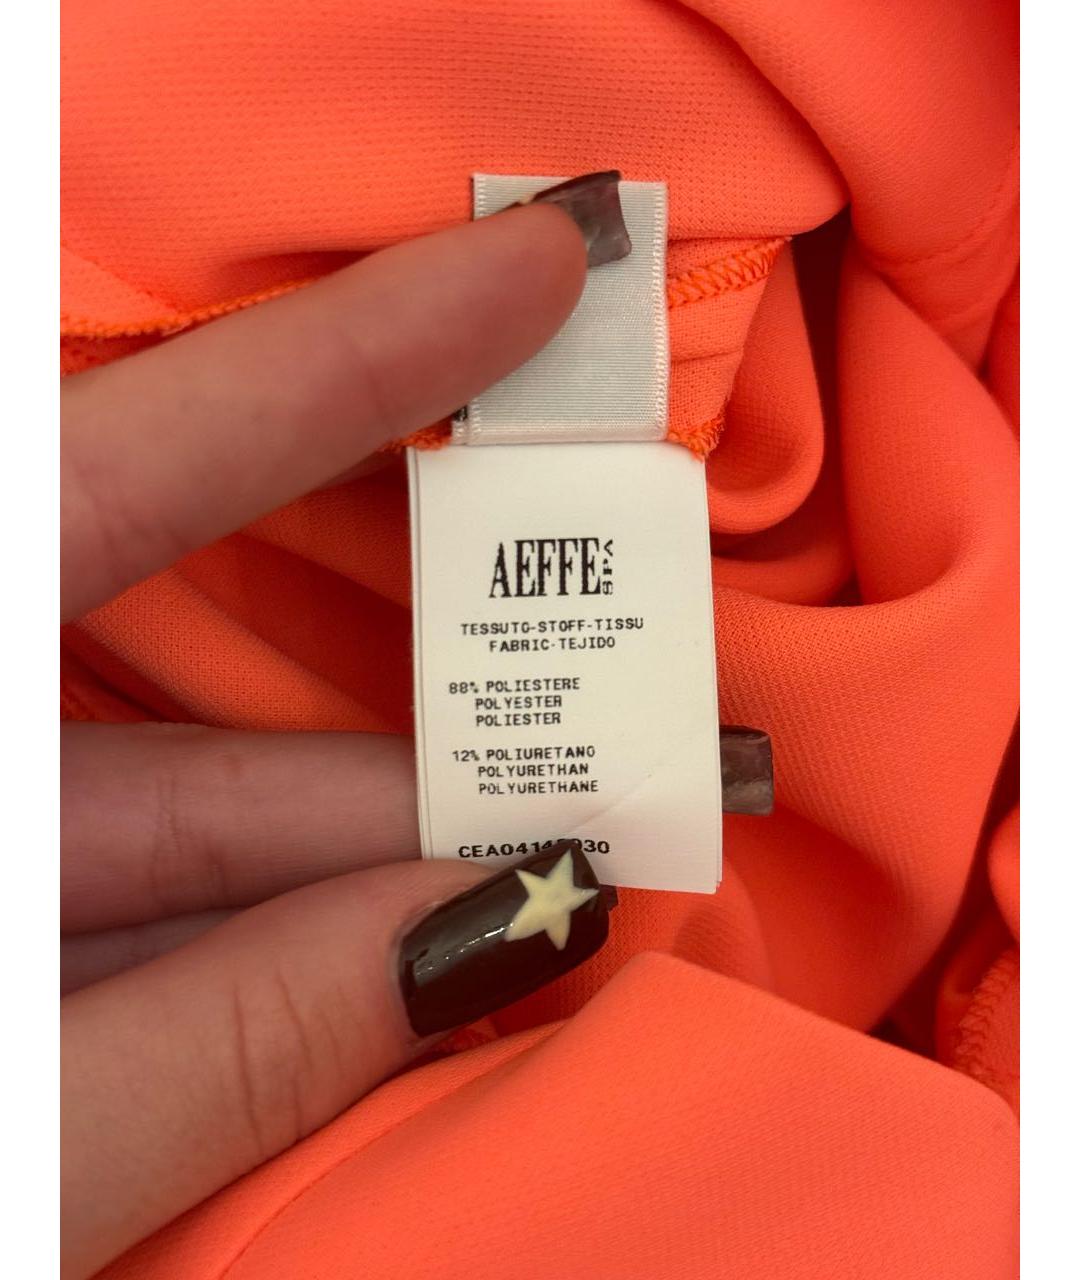 AEFFE SPA
TESSUTO-STOFF-TISSU
FABRIC-TEJIDO
88% POLIESTERE
POLYESTER
POLIESTER
12% POLIURETANO
POLYURETHAN
POLYURETHANE